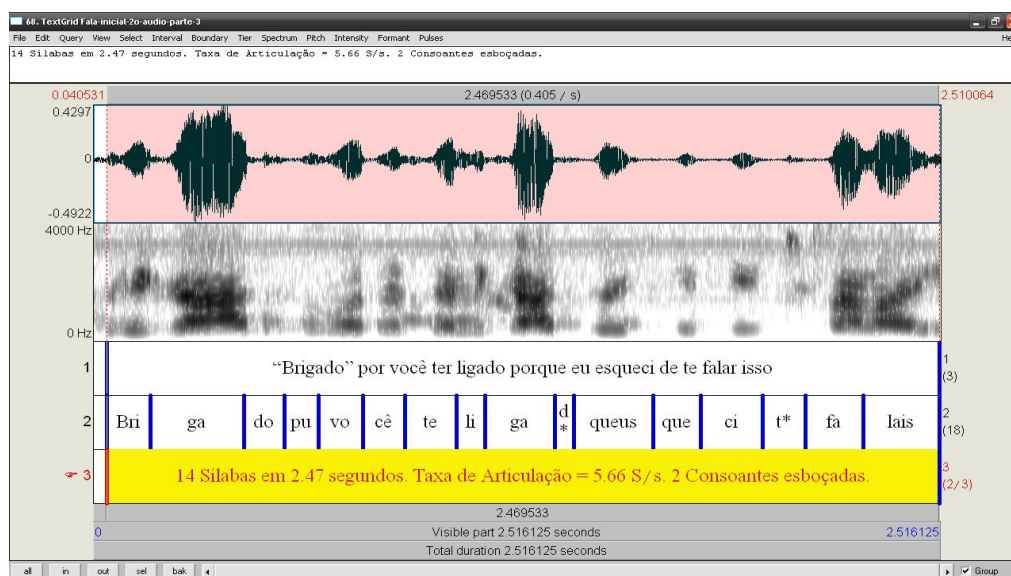 68. TextGrid Fala-inicial-2o-audio-parte-3
File Edit Query View Select Interval Boundary Tier Spectrum Pitch Intensity Formant Pulses He
14 Sílabas em 2.47 segundos. Taxa de Articulação = 5.66 S/s. 2 Consoantes esboçadas.
0.040531 2.469533 (0.405 / s) 2.510064
0.4297
0
-0.4922
4000 Hz
0 Hz
1 “Brigado” por você ter ligado porque eu esqueci de te falar isso 1
(3)
2 Bri ga do pu vo cê te li ga d* queus que ci t* fa lais 2
(18)
3 14 Sílabas em 2.47 segundos. Taxa de Articulação = 5.66 S/s. 2 Consoantes esboçadas. 3
(2/3)
2.469533
0 Visible part 2.516125 seconds 2.516125
Total duration 2.516125 seconds
all in out sel bak Group